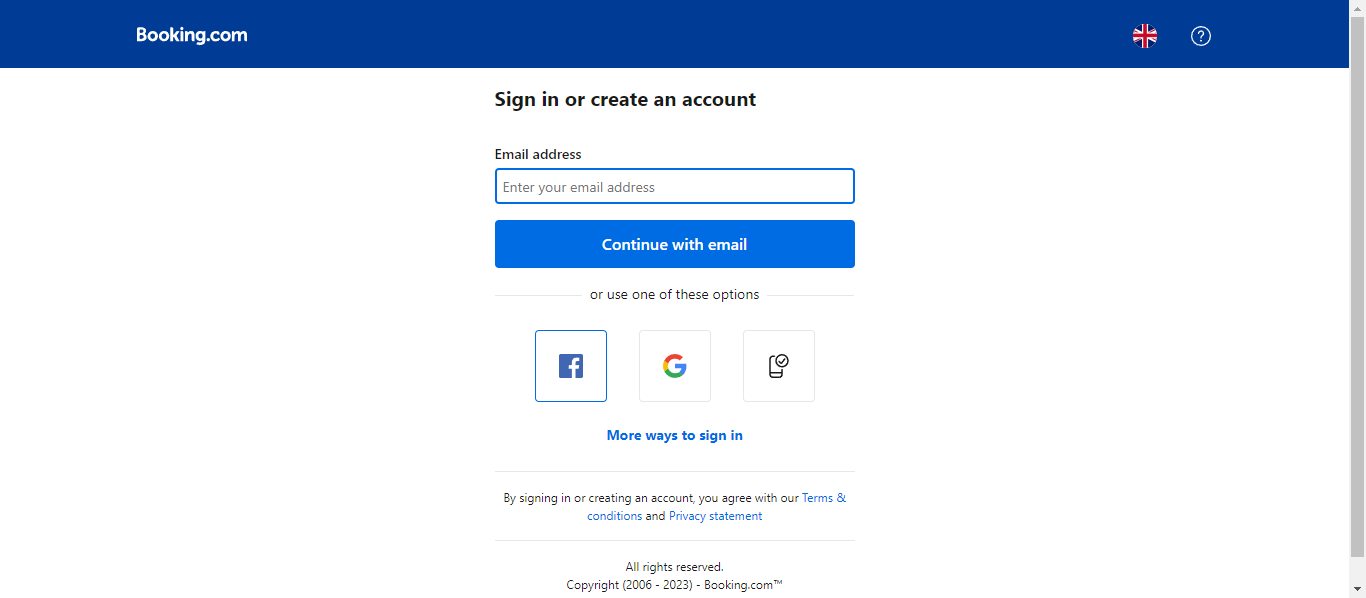 Booking.com
Sign in or create an account
Email address
Enter your email address
Continue with email
or use one of these options
More ways to sign in
By signing in or creating an account, you agree with our Terms &
conditions and Privacy statement
All rights reserved.
Copyright (2006 - 2023) - Booking.com™